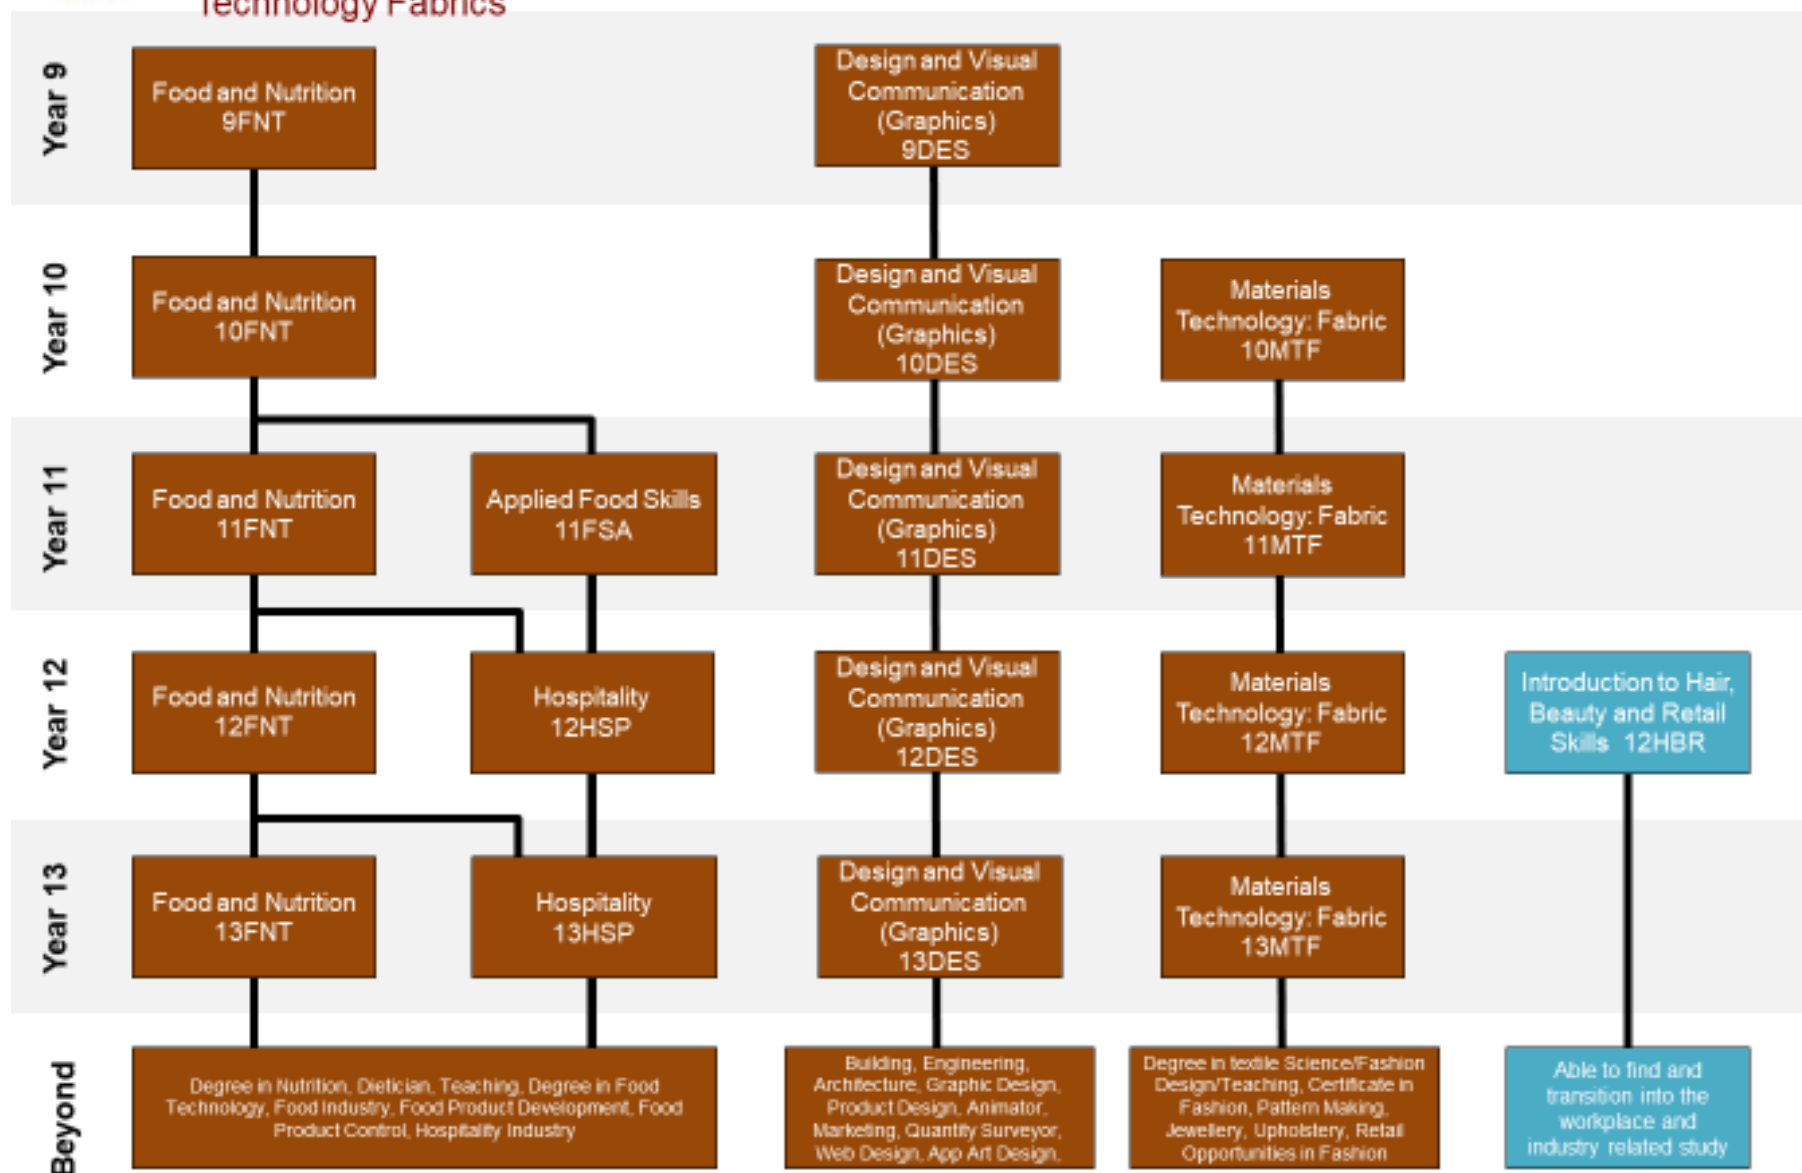 Technology Fabrics
Year 9
Food and Nutrition
9FNT
Design and Visual
Communication
(Graphics)
9DES
Year 10
Food and Nutrition
10FNT
Design and Visual
Communication
(Graphics)
10DES
Materials
Technology: Fabric
10MTF
Year 11
Food and Nutrition
11FNT
Applied Food Skills
11FSA
Design and Visual
Communication
(Graphics)
11DES
Materials
Technology: Fabric
11MTF
Year 12
Food and Nutrition
12FNT
Hospitality
12HSP
Design and Visual
Communication
(Graphics)
12DES
Materials
Technology: Fabric
12MTF
Introduction to Hair,
Beauty and Retail
Skills 12HBR
Year 13
Food and Nutrition
13FNT
Hospitality
13HSP
Design and Visual
Communication
(Graphics)
13DES
Materials
Technology: Fabric
13MTF
Beyond
Degree in Nutrition, Dietician, Teaching, Degree in Food
Technology, Food Industry, Food Product Development, Food
Product Control, Hospitality Industry
Building, Engineering,
Architecture, Graphic Design,
Product Design, Animator,
Marketing, Quantity Surveyor,
Web Design, App Art Design,
Degree in textile Science/Fashion
Design/Teaching, Certificate in
Fashion, Pattern Making,
Jewellery, Upholstery, Retail
Opportunities in Fashion
Able to find and
transition into the
workplace and
industry related study